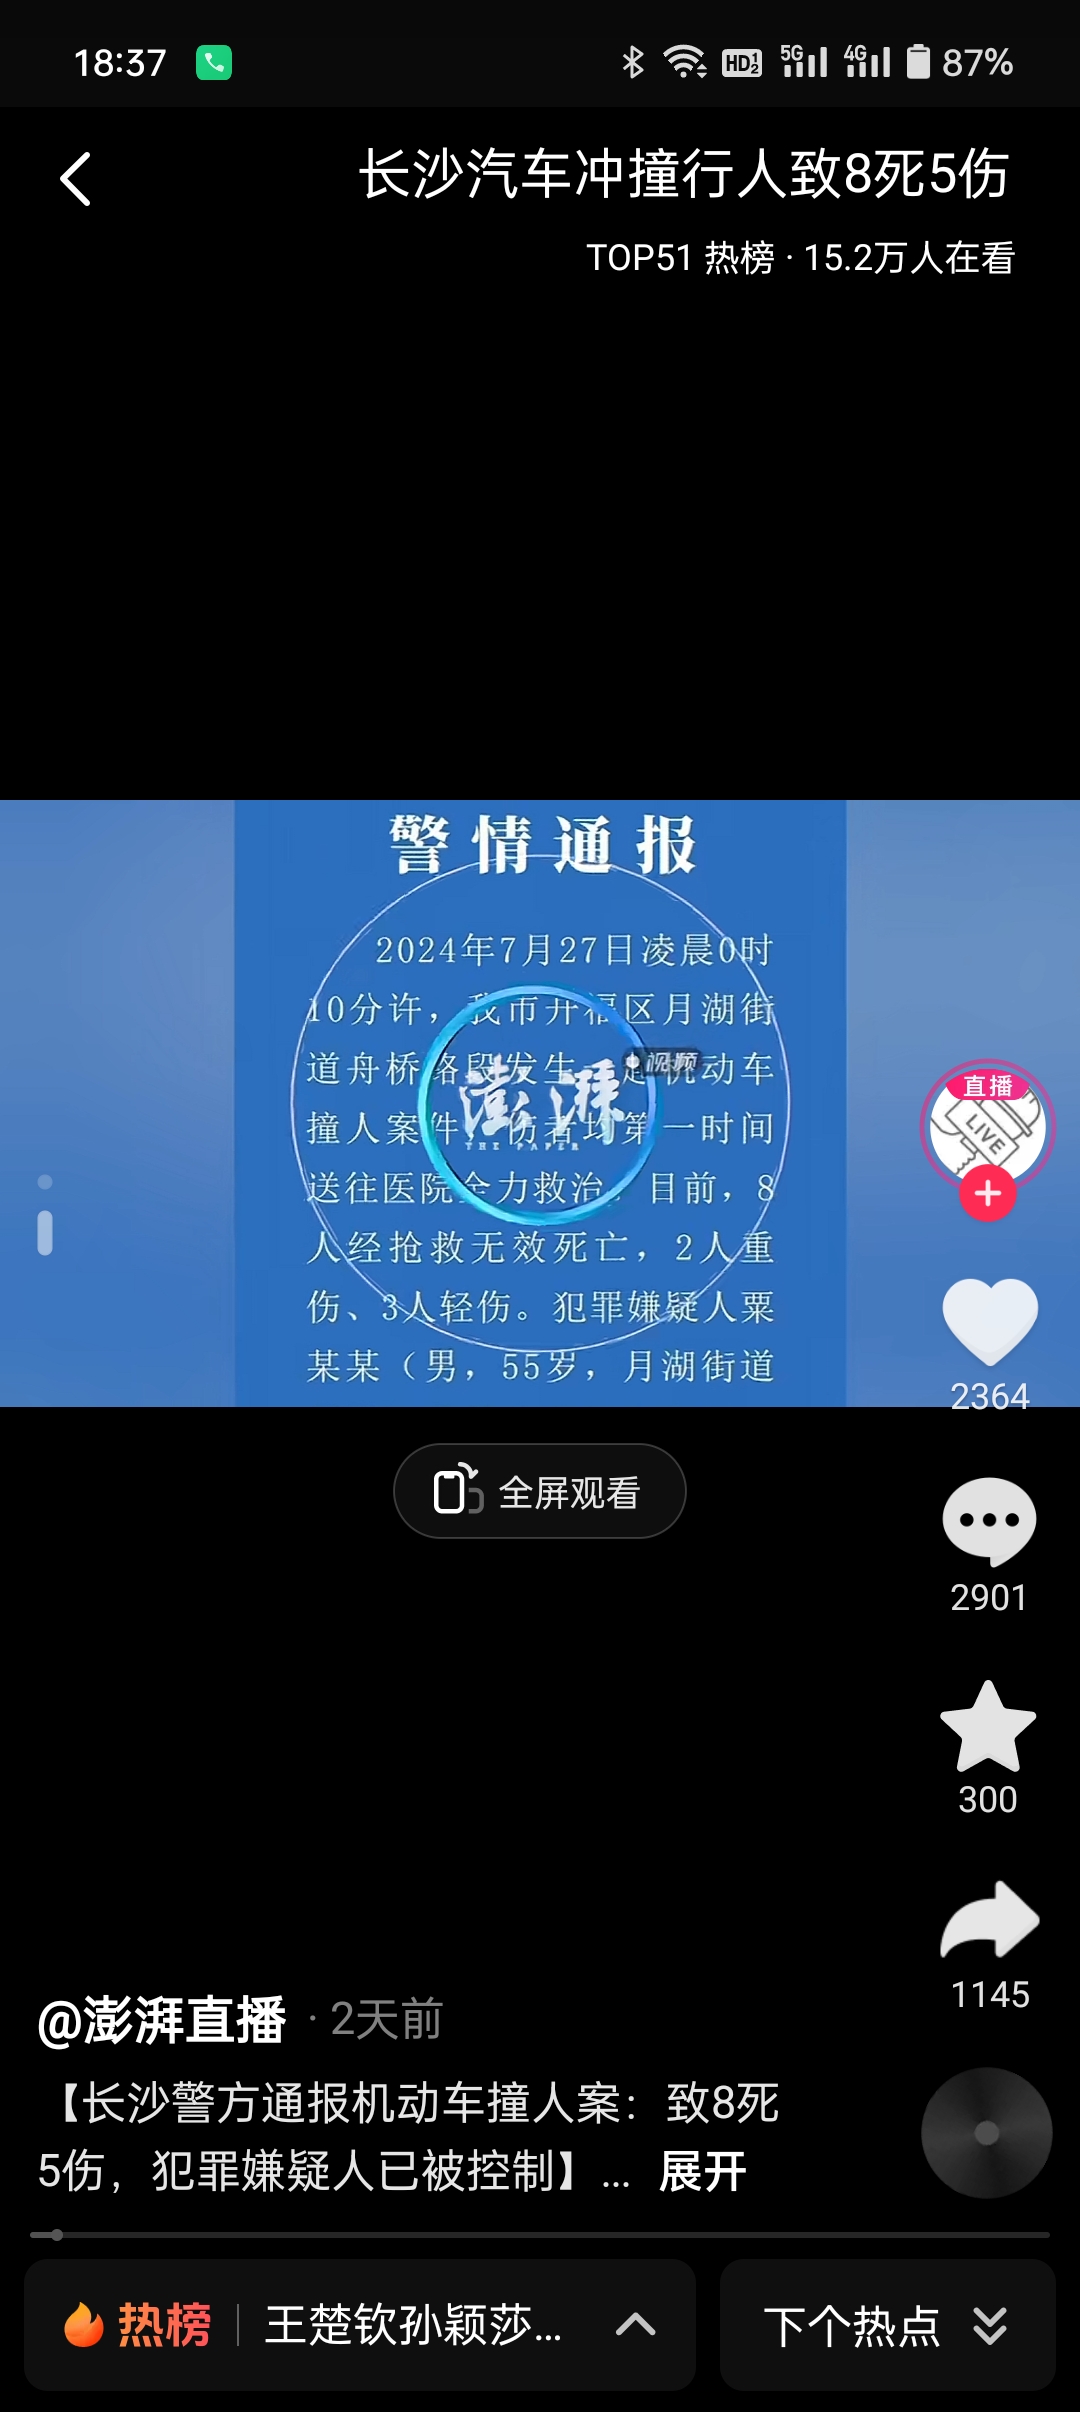 18:37
HD 1 2
5G
4G
87%
长沙汽车冲撞行人致8死5伤
TOP51 热榜 · 15.2万人在看
警情通报
2024年7月27日凌晨0时
10分许，我市开福区月湖街
道舟桥路段发生一起机动车
撞人案件，伤者均第一时间
送往医院全力救治。目前，8
人经抢救无效死亡，2人重
伤、3人轻伤。犯罪嫌疑人粟
某某（男，55岁，月湖街道
澎湃
视频
THE PAPER
直播
LIVE
2364
全屏观看
2901
300
1145
@澎湃直播 · 2天前
【长沙警方通报机动车撞人案：致8死
5伤，犯罪嫌疑人已被控制】... 展开
热榜
王楚钦孙颖莎...
下个热点